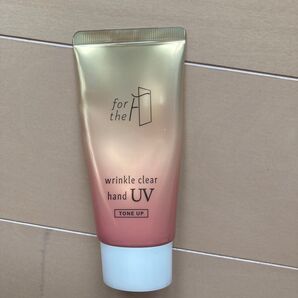 for
the F
wrinkle clear
hand UV
TONE UP